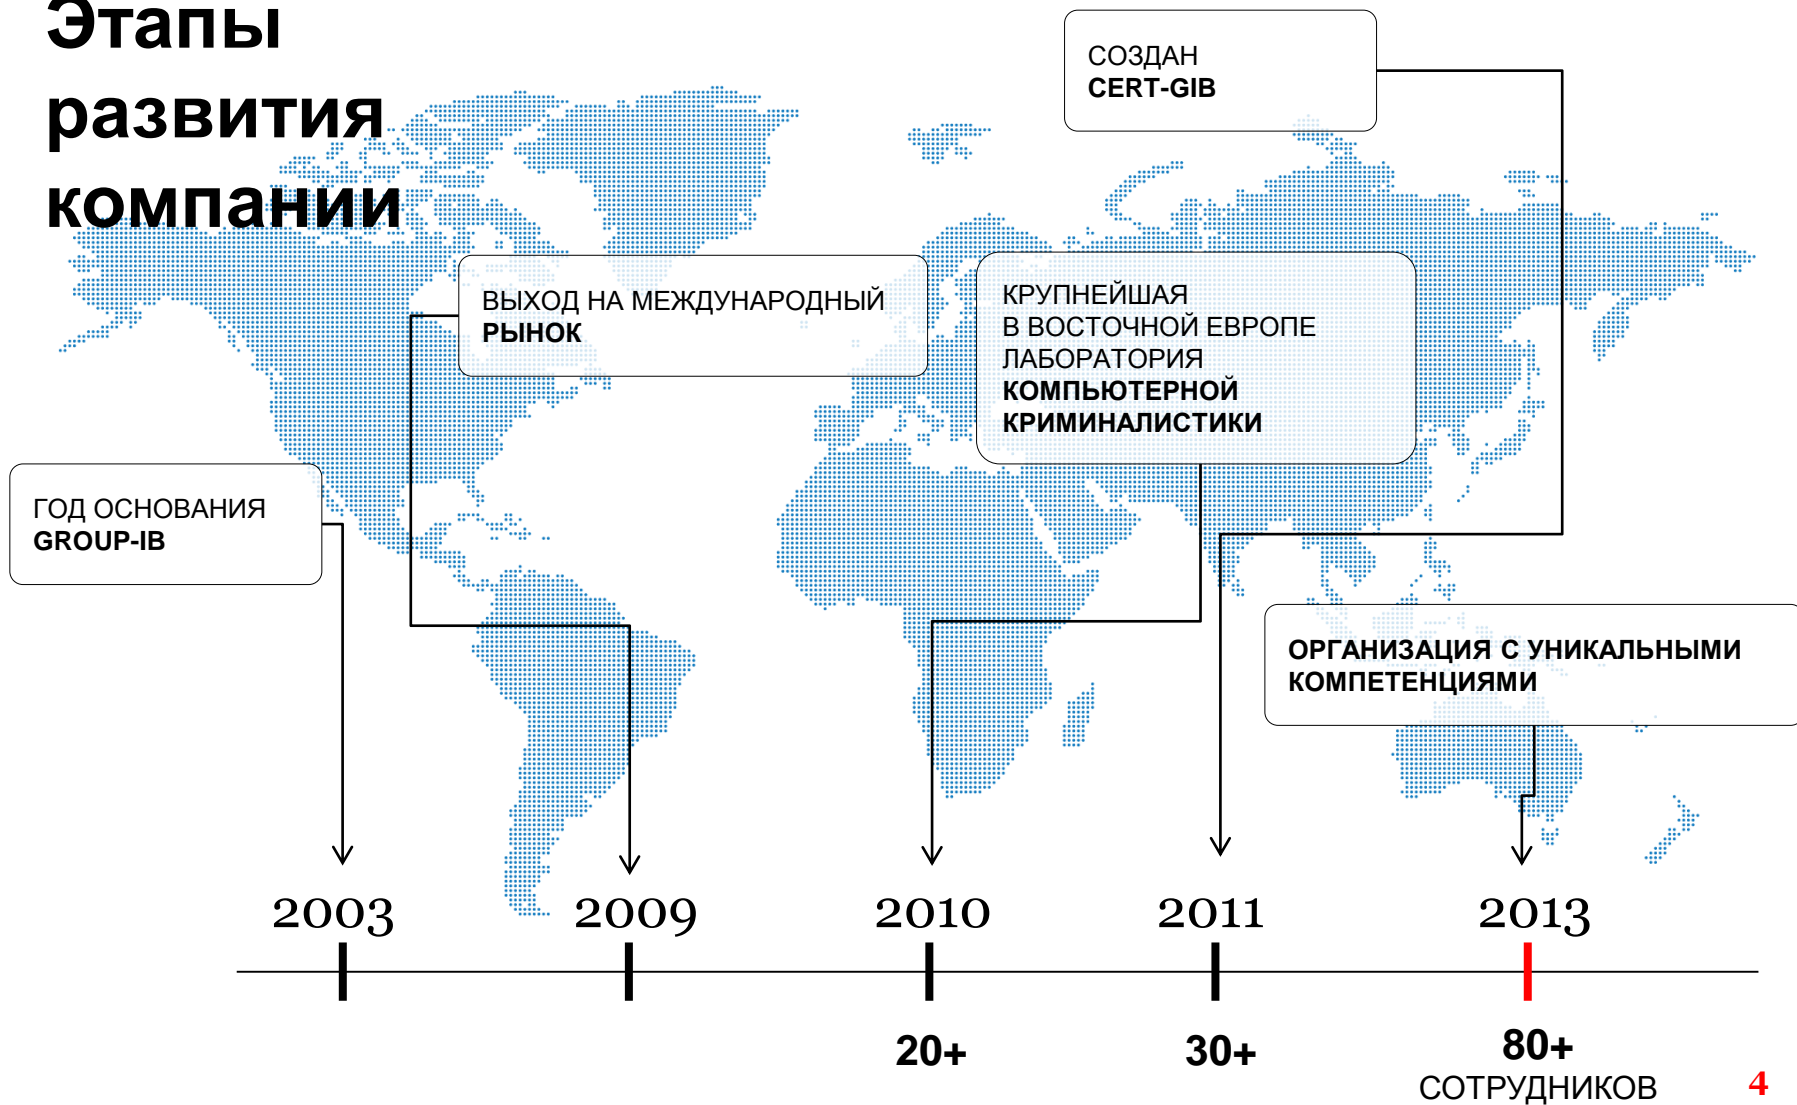 Этапы
развития
компании
СОЗДАН
CERT-GIB
ВЫХОД НА МЕЖДУНАРОДНЫЙ
РЫНОК
КРУПНЕЙШАЯ
В ВОСТОЧНОЙ ЕВРОПЕ
ЛАБОРАТОРИЯ
КОМПЬЮТЕРНОЙ
КРИМИНАЛИСТИКИ
ГОД ОСНОВАНИЯ
GROUP-IB
ОРГАНИЗАЦИЯ С УНИКАЛЬНЫМИ
КОМПЕТЕНЦИЯМИ
2003 2009 2010 2011 2013
20+ 30+ 80+
СОТРУДНИКОВ
4